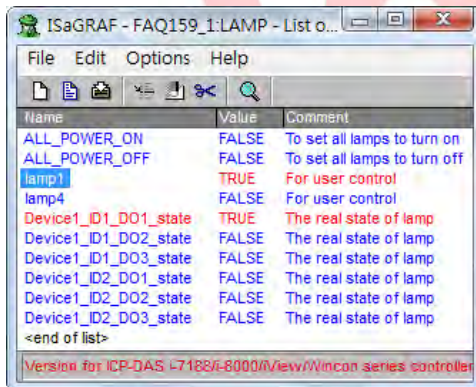 ISaGRAF - FAQ159_1:LAMP - List o...
File Edit Options Help
Name Value Comment
ALL_POWER_ON FALSE To set all lamps to turn on
ALL_POWER_OFF FALSE To set all lamps to turn off
lamp1 TRUE For user control
lamp4 FALSE For user control
Device1_ID1_DO1_state TRUE The real state of lamp
Device1_ID1_DO2_state FALSE The real state of lamp
Device1_ID1_DO3_state FALSE The real state of lamp
Device1_ID2_DO1_state FALSE The real state of lamp
Device1_ID2_DO2_state FALSE The real state of lamp
Device1_ID2_DO3_state FALSE The real state of lamp
<end of list>
Version for ICP-DAS i-7188/i-8000/iView/Wincon series controller